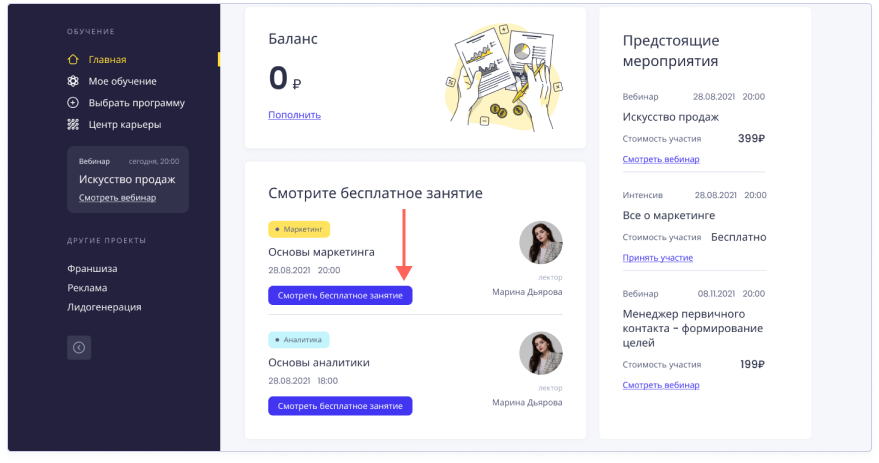 ОБУЧЕНИЕ
Главная
Мое обучение
Выбрать программу
Центр карьеры
Вебинар сегодня, 20:00
Искусство продаж
Смотреть вебинар
ДРУГИЕ ПРОЕКТЫ
Франшиза
Реклама
Лидогенерация
Баланс
0 ₽
Пополнить
Смотрите бесплатное занятие
Маркетинг
Основы маркетинга
28.08.2021 20:00
Смотреть бесплатное занятие
лектор
Марина Дьярова
Аналитика
Основы аналитики
28.08.2021 18:00
Смотреть бесплатное занятие
лектор
Марина Дьярова
Предстоящие
мероприятия
Вебинар 28.08.2021 20:00
Искусство продаж
Стоимость участия 399₽
Смотреть вебинар
Интенсив 28.08.2021 20:00
Все о маркетинге
Стоимость участия Бесплатно
Принять участие
Вебинар 08.11.2021 20:00
Менеджер первичного
контакта - формирование
целей
Стоимость участия 199₽
Смотреть вебинар